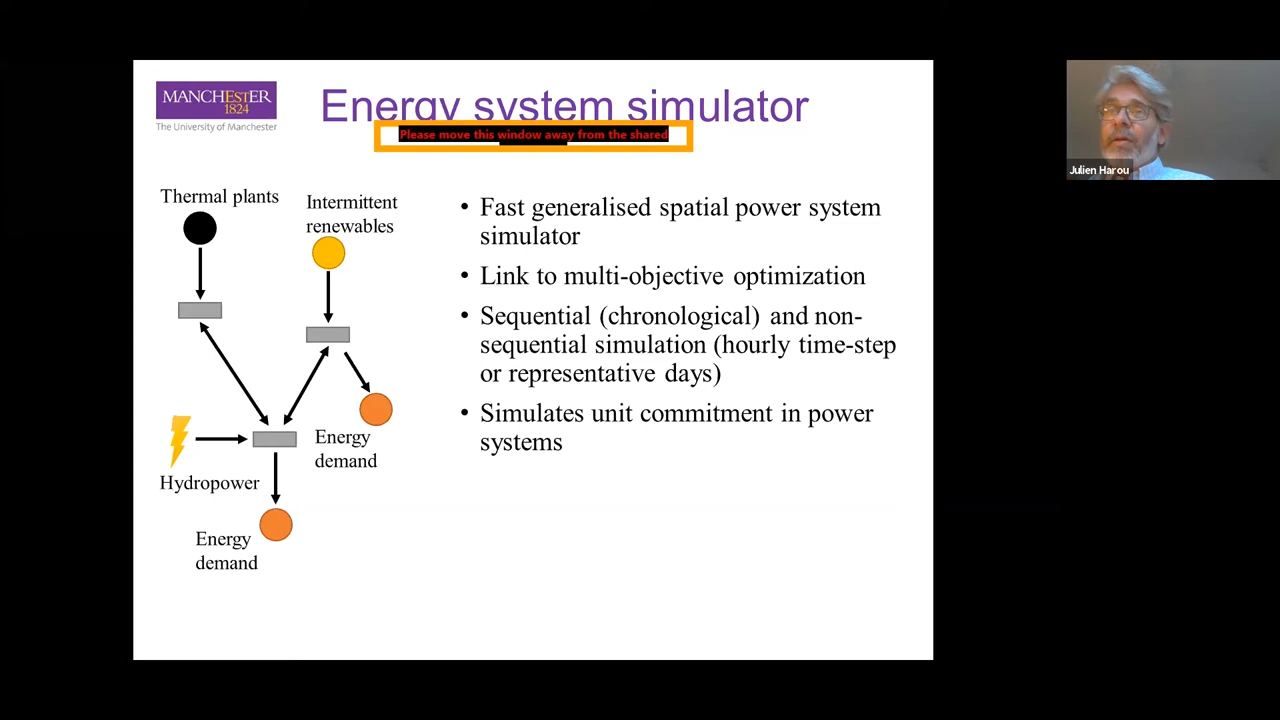 MANCHESTER
1824
The University of Manchester
Energy system simulator
Please move this window away from the shared
Thermal plants
Intermittent
renewables
Hydropower
Energy
demand
Energy
demand
• Fast generalised spatial power system
simulator
• Link to multi-objective optimization
• Sequential (chronological) and non-
sequential simulation (hourly time-step
or representative days)
• Simulates unit commitment in power
systems
Julien Harou